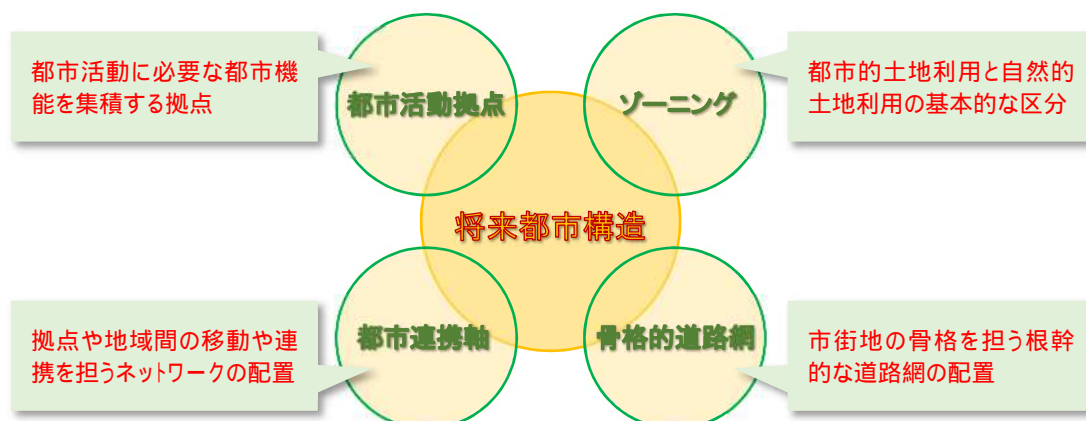 都市活動に必要な都市機
能を集積する拠点
都市活動拠点
ゾーニング
都市的土地利用と自然的
土地利用の基本的な区分
将来都市構造
拠点や地域間の移動や連
携を担うネットワークの配置
都市連携軸
骨格的道路網
市街地の骨格を担う根幹
的な道路網の配置